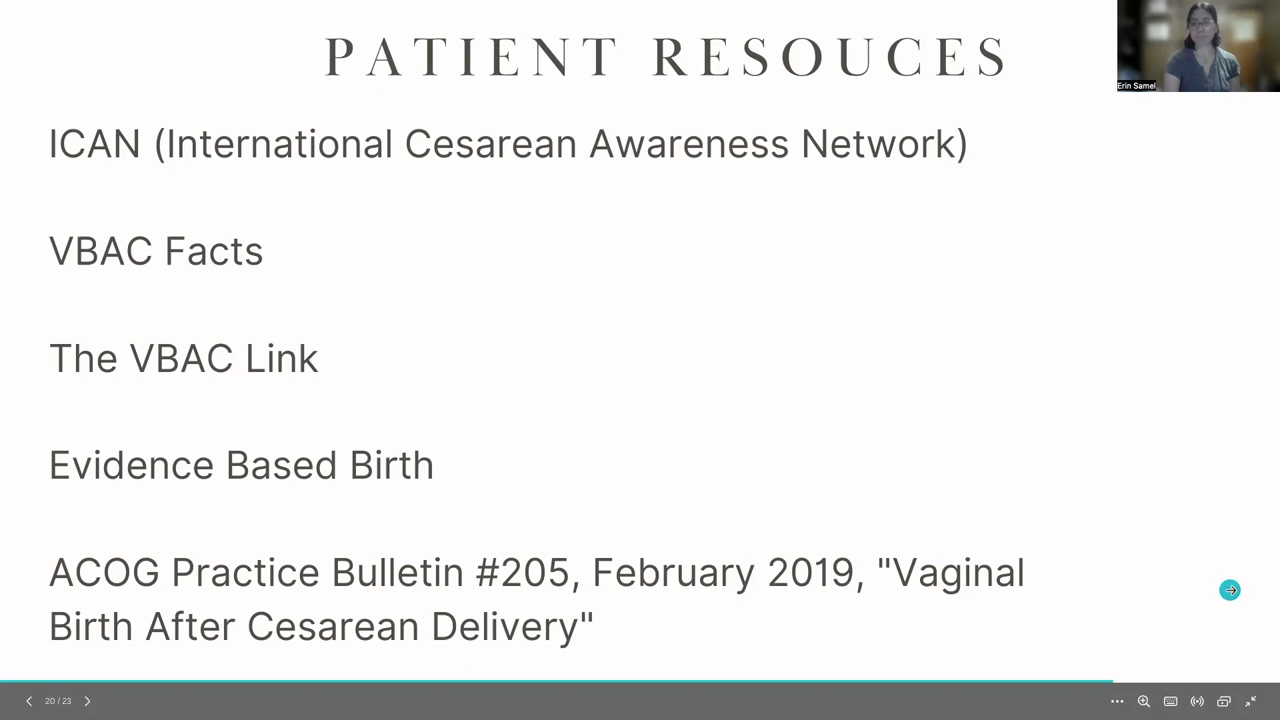 PATIENT RESOUCES
Erin Samel
ICAN (International Cesarean Awareness Network)
VBAC Facts
The VBAC Link
Evidence Based Birth
ACOG Practice Bulletin #205, February 2019, "Vaginal
Birth After Cesarean Delivery"
20 / 23